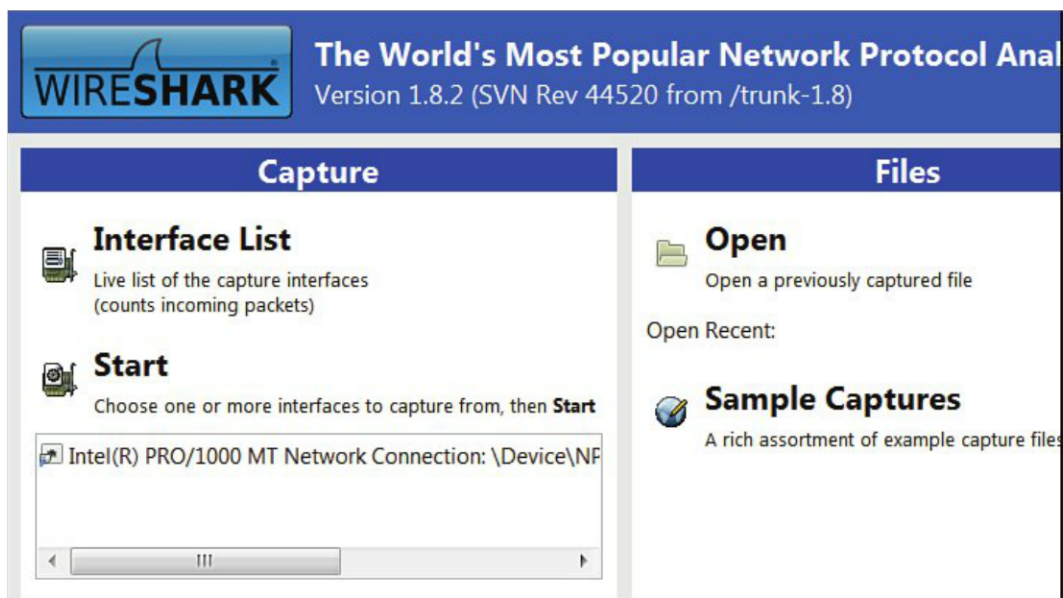 WIRESHARK
The World's Most Popular Network Protocol Anal
Version 1.8.2 (SVN Rev 44520 from /trunk-1.8)
Capture
Interface List
Live list of the capture interfaces
(counts incoming packets)
Start
Choose one or more interfaces to capture from, then Start
Intel(R) PRO/1000 MT Network Connection: \Device\NF
Files
Open
Open a previously captured file
Open Recent:
Sample Captures
A rich assortment of example capture files